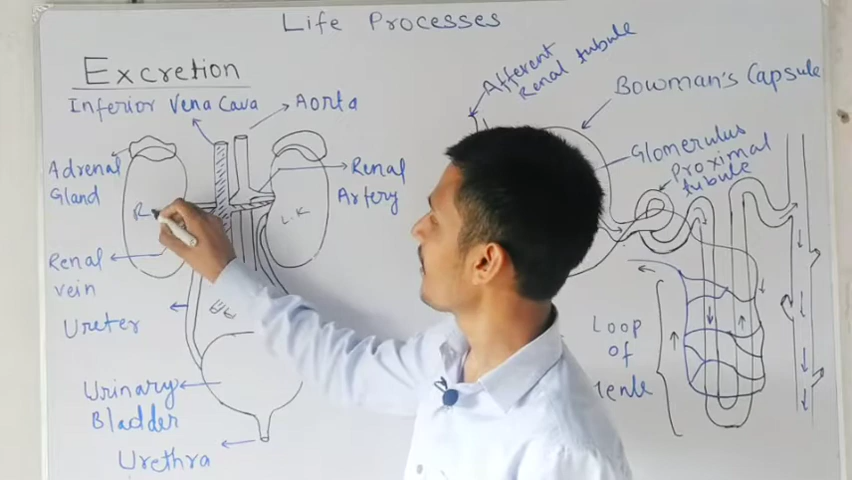 Life Processes
Excretion
Inferior Vena Cava
Aorta
Adrenal
Gland
Renal
Artery
R
L.K
Renal
vein
Ureter
Urinary
Bladder
Urethra
Afferent
Renal tubule
Bowman's Capsule
Glomerulus
Proximal
tubule
Loop
of
enle